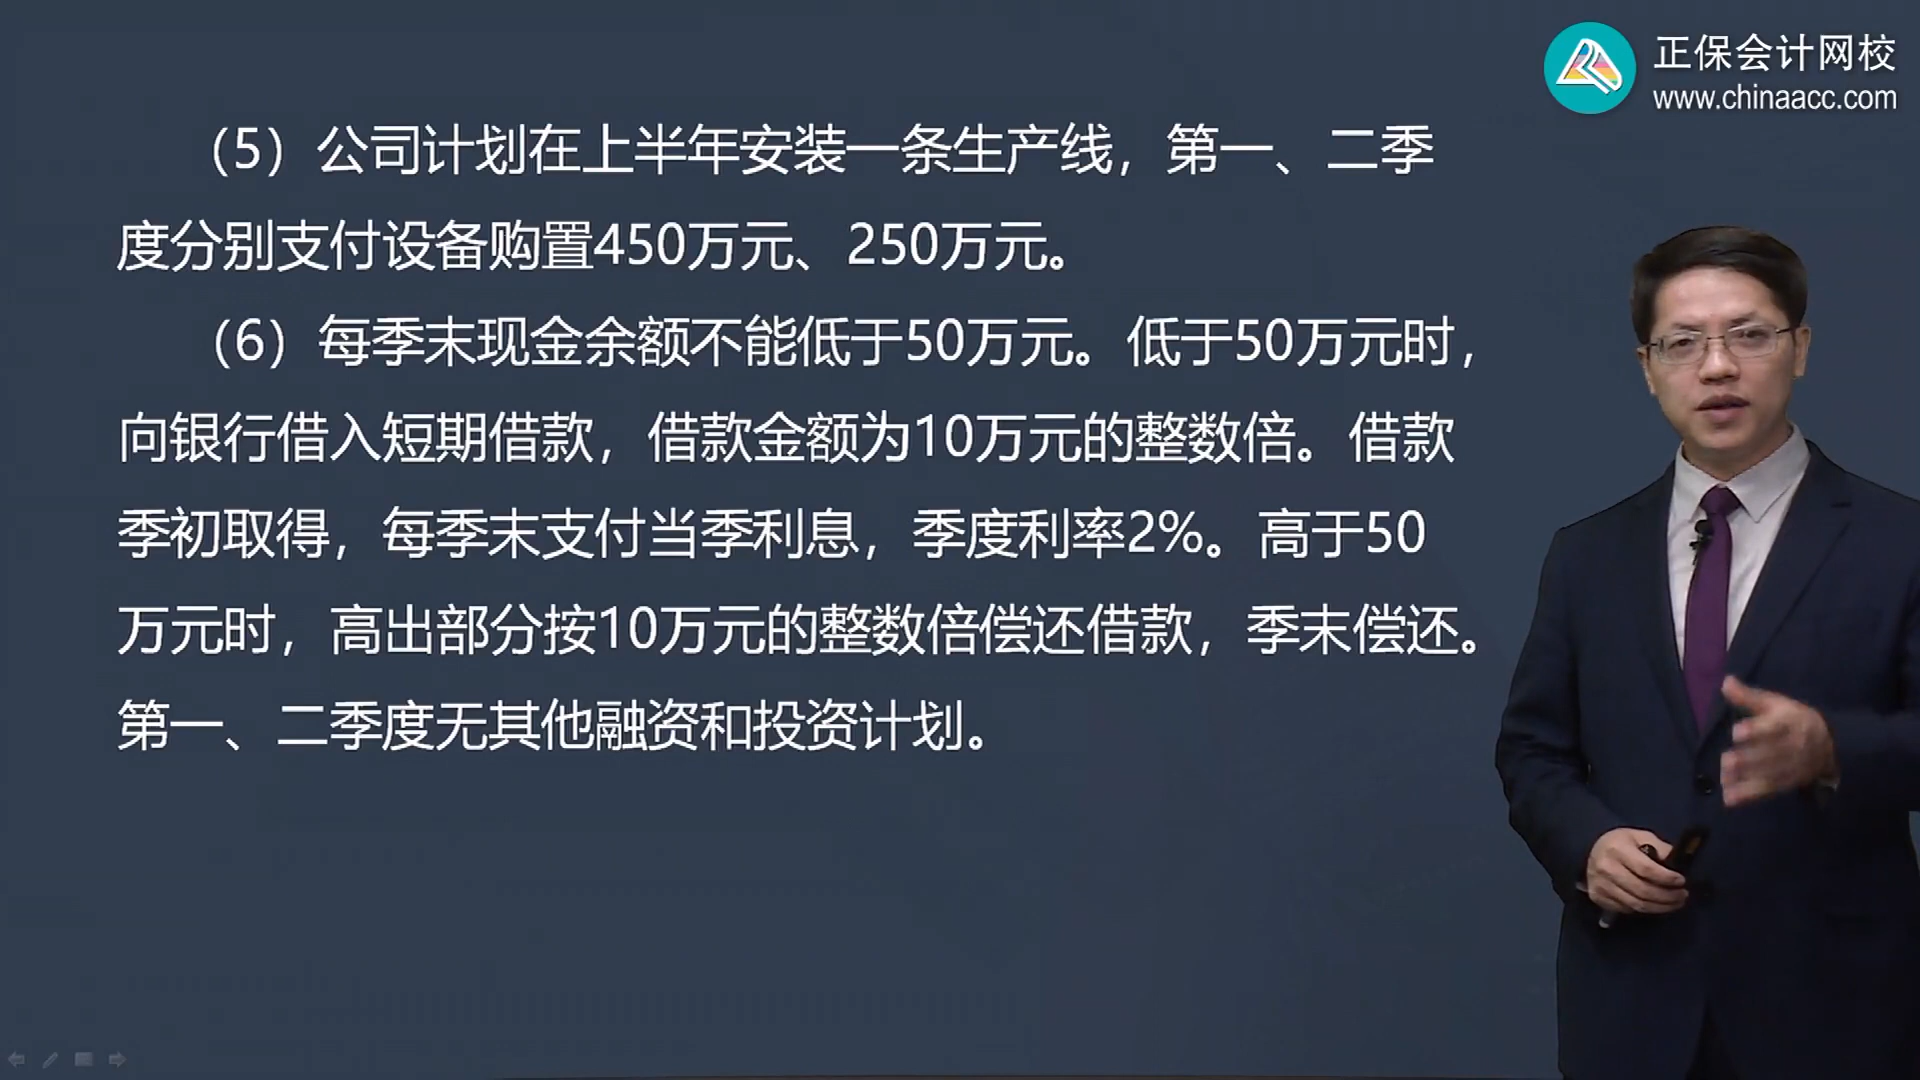 正保会计网校
www.chinaacc.com
（5）公司计划在上半年安装一条生产线，第一、二季
度分别支付设备购置450万元、250万元。
（6）每季末现金余额不能低于50万元。低于50万元时，
向银行借入短期借款，借款金额为10万元的整数倍。借款
季初取得，每季末支付当季利息，季度利率2%。高于50
万元时，高出部分按10万元的整数倍偿还借款，季末偿还。
第一、二季度无其他融资和投资计划。